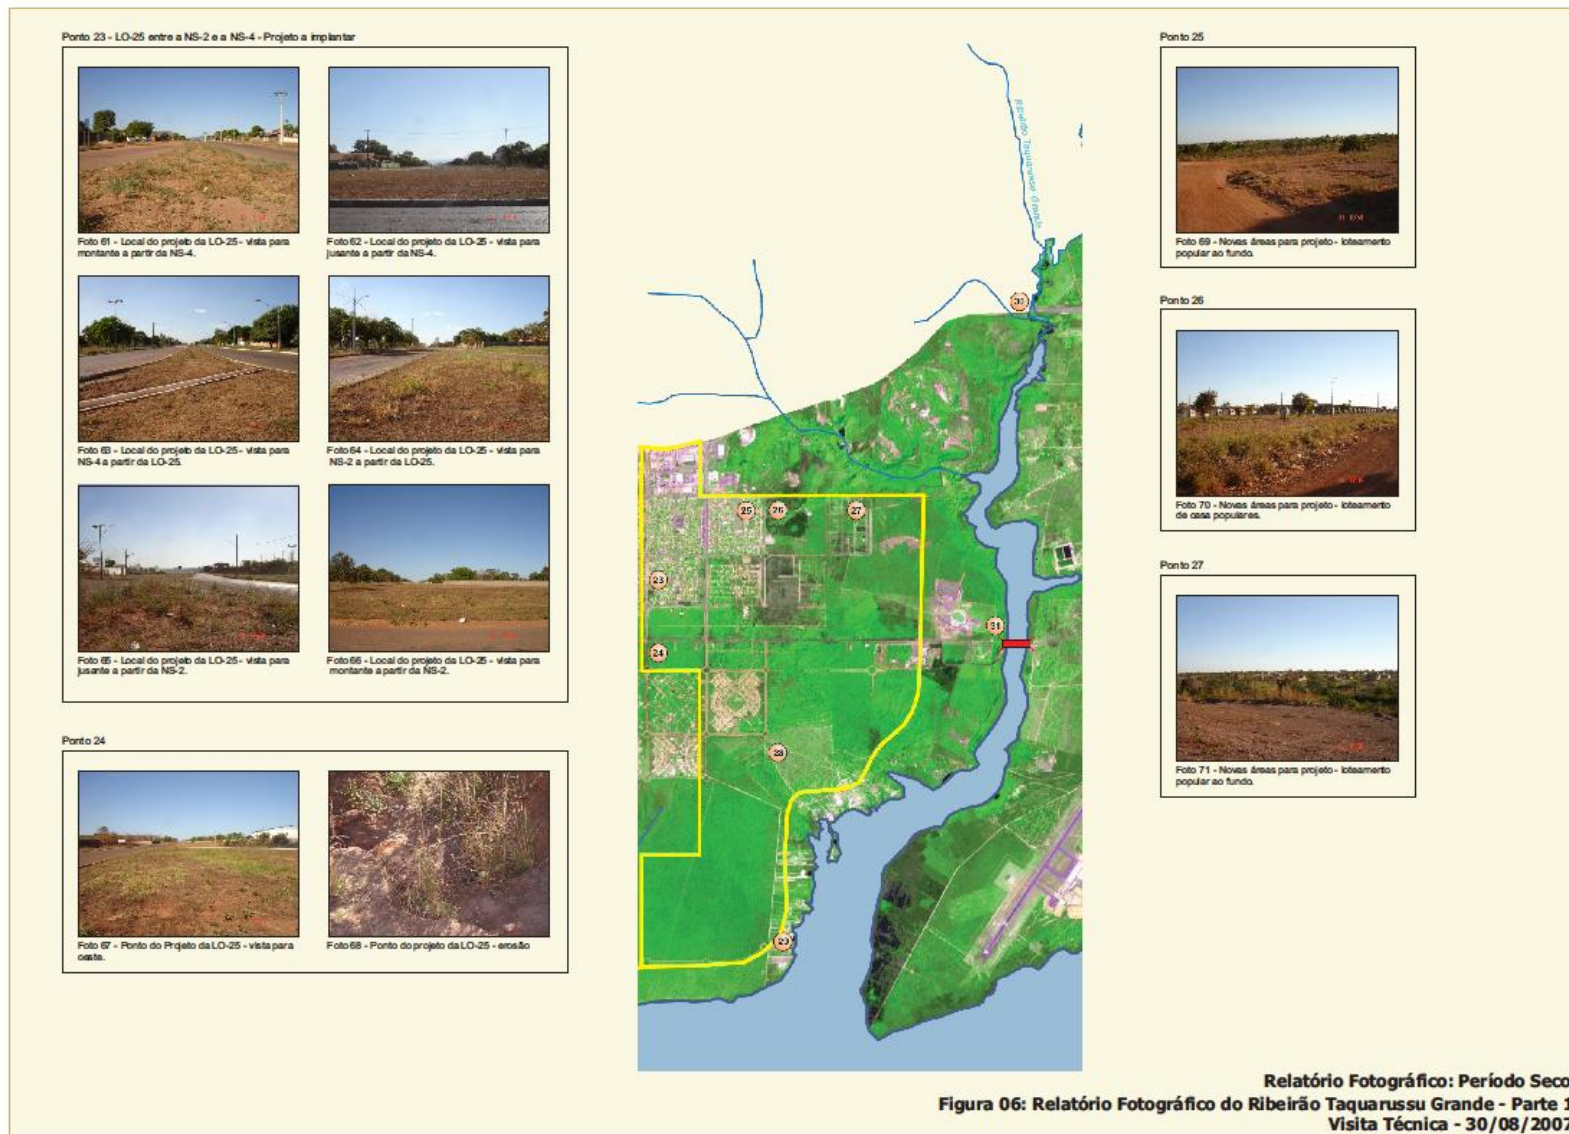 Ponto 23 - LO-25 entre a NS-2 e a NS-4 - Projeto a implantar
Foto 61 - Local do projeto da LO-25 - vista para
montante a partir da NS-4.
Foto 62 - Local do projeto da LO-25 - vista para
jusante a partir da NS-4.
Foto 63 - Local do projeto da LO-25 - vista para
NS-4 a partir da LO-25.
Foto 64 - Local do projeto da LO-25 - vista para
NS-2 a partir da LO-25.
Foto 65 - Local do projeto da LO-25 - vista para
jusante a partir da NS-2.
Foto 66 - Local do projeto da LO-25 - vista para
montante a partir da NS-2.
Ponto 24
Foto 67 - Ponto do Projeto da LO-25 - vista para
oeste.
Foto 68 - Ponto do projeto da LO-25 - erosão
Ribeirão Taquarussu Grande
30
25
26
27
23
31
24
28
29
Ponto 25
Foto 69 - Novas áreas para projeto - loteamento
popular ao fundo.
Ponto 26
Foto 70 - Novas áreas para projeto - loteamento
de casa populares.
Ponto 27
Foto 71 - Novas áreas para projeto - loteamento
popular ao fundo.
Relatório Fotográfico: Período Seco
Figura 06: Relatório Fotográfico do Ribeirão Taquarussu Grande - Parte 1
Visita Técnica - 30/08/2007